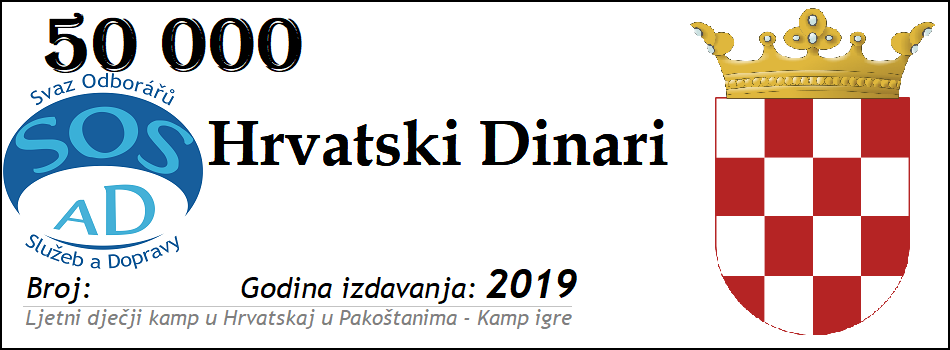 50 000
Svaz Odborářů
SOS
AD
Služeb a Dopravy
Hrvatski Dinari
Broj: Godina izdavanja: 2019
Ljetni dječji kamp u Hrvatskaj u Pakoštanima - Kamp igre